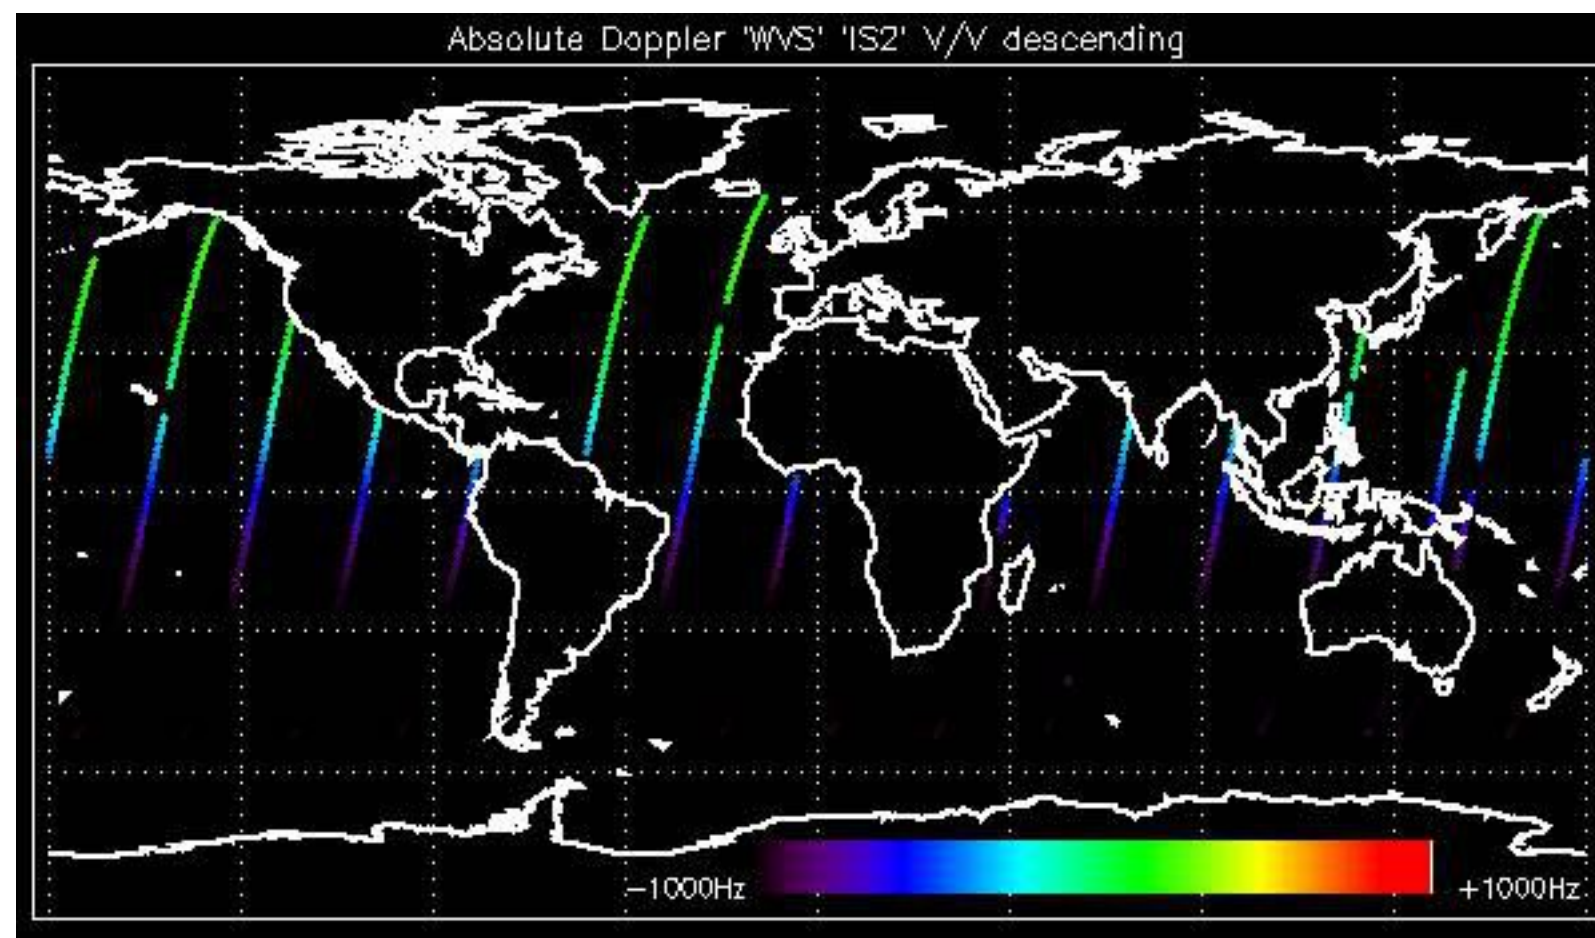 Absolute Doppler 'WVS' 'IS2' V/V descending
−1000Hz
+1000Hz